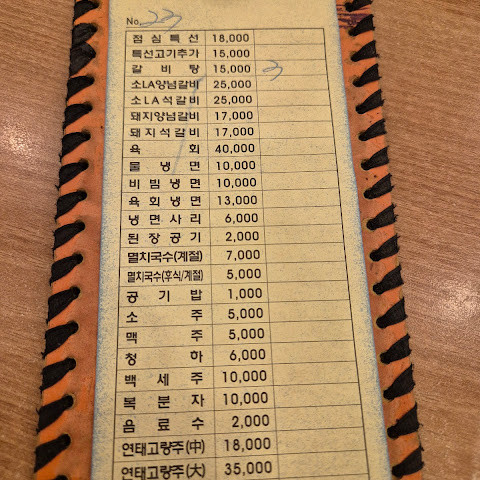 No. 23
점심특선 18,000
특선고기추가 15,000
갈비탕 15,000 3
소LA양념갈비 25,000
소LA석갈비 25,000
돼지양념갈비 17,000
돼지석갈비 17,000
육회 40,000
물냉면 10,000
비빔냉면 10,000
육회냉면 13,000
냉면사리 6,000
된장공기 2,000
멸치국수(계절) 7,000
멸치국수(후식/계절) 5,000
공기밥 1,000
소주 5,000
맥주 5,000
청하 6,000
백세주 10,000
복분자 10,000
음료수 2,000
연태고량주(中) 18,000
연태고량주(大) 35,000